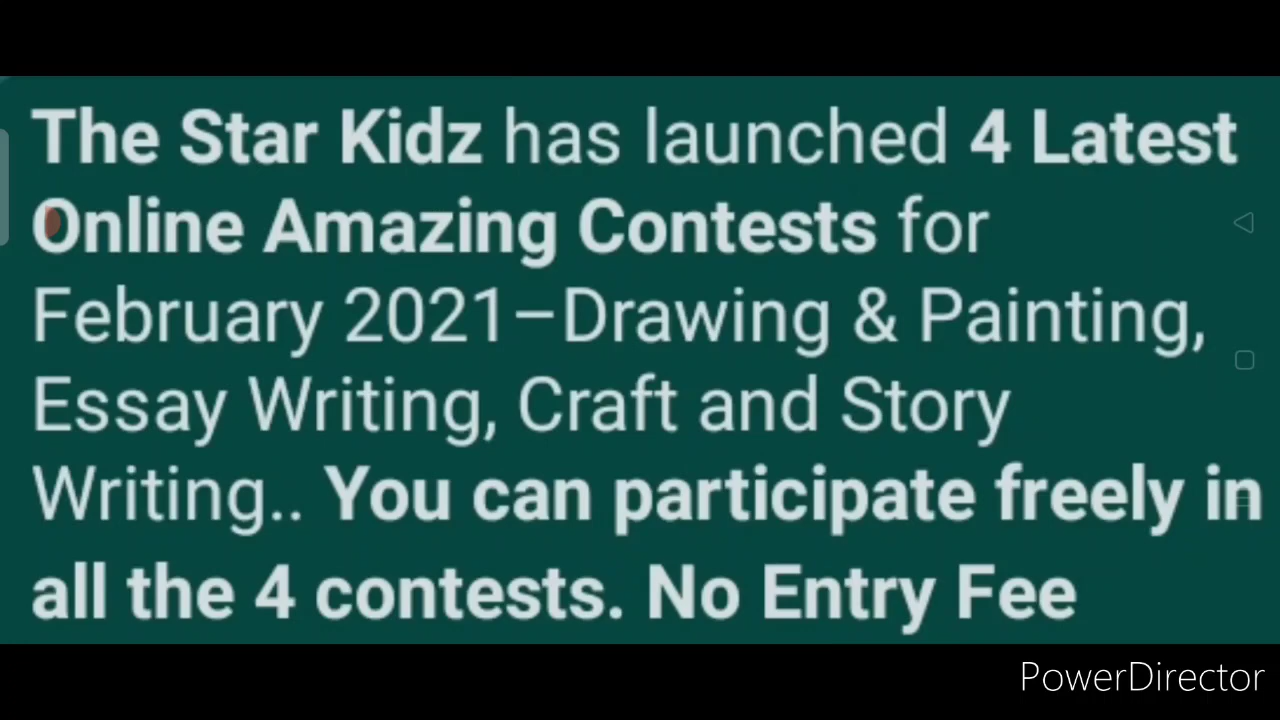 The Star Kidz has launched 4 Latest
Online Amazing Contests for
February 2021–Drawing & Painting,
Essay Writing, Craft and Story
Writing.. You can participate freely in
all the 4 contests. No Entry Fee
PowerDirector